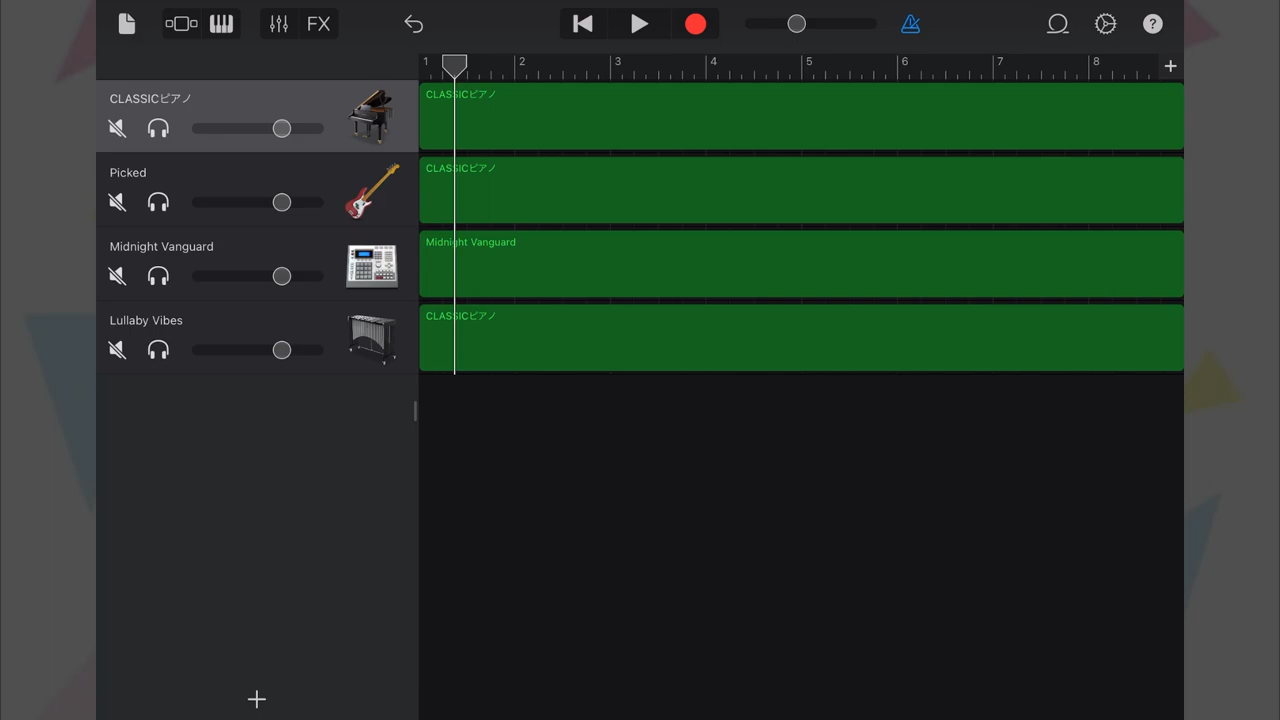 FX
?
1 2 3 4 5 6 7 8
CLASSICピアノ
CLASSICピアノ
Picked
CLASSICピアノ
Midnight Vanguard
Midnight Vanguard
Lullaby Vibes
CLASSICピアノ